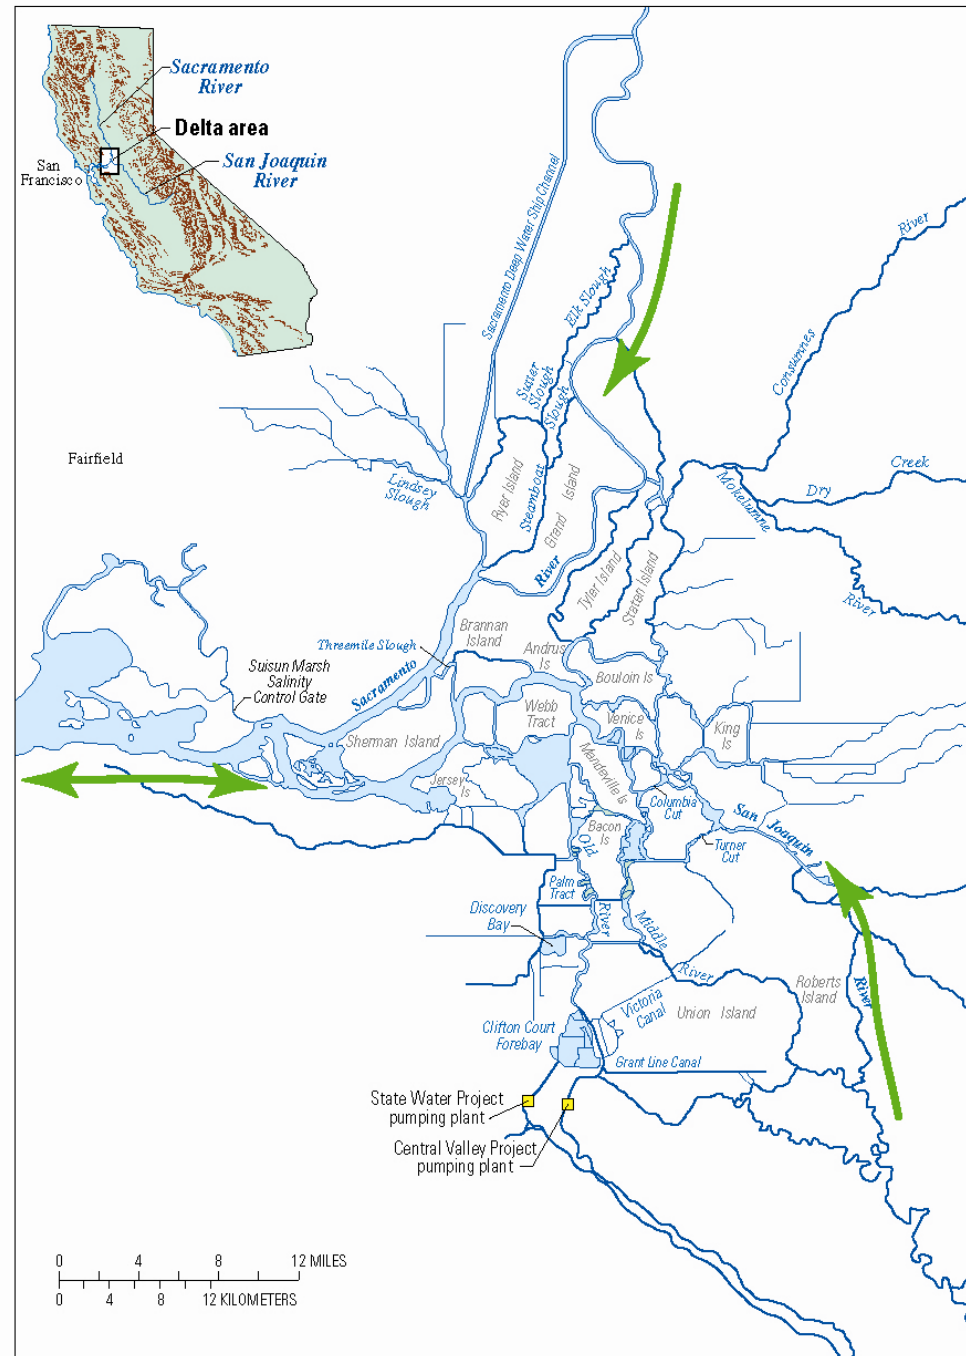 Sacramento
River
Delta area
San
Francisco
San Joaquin
River
Sacramento Deep Water Ship Channel
River
Consumnes
Elk Slough
Sutter
Slough
Slough
Steamboat
Fairfield
Lindsey
Slough
Ryer Island
Grand Island
Creek
Dry
Mokelumne
River
River
Tyler Island
Staten Island
Brannan
Island
Threemile Slough
Andrus
Is
Sacramento
Suisun Marsh
Salinity
Control Gate
Bouloin Is
Webb
Tract
Venice
Is
King
Is
Sherman Island
Mandeville Is
Jersey
Is
Columbia
Cut
San
Joaquin
Bacon
Is
Old
Turner
Cut
Palm
Tract
Discovery
Bay
River
Middle
River
Roberts
Island
River
Victoria
Canal
Union Island
Clifton Court
Forebay
Grant Line Canal
State Water Project
pumping plant
Central Valley Project
pumping plant
0 4 8 12 MILES
0 4 8 12 KILOMETERS